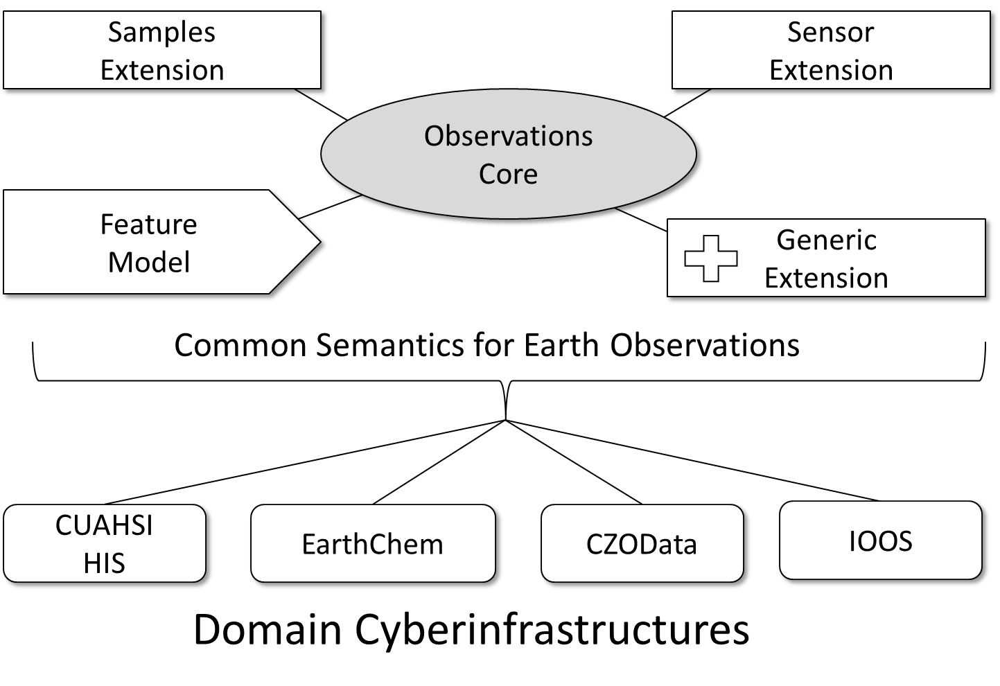 Samples
Extension
Sensor
Extension
Observations
Core
Feature
Model
Generic
Extension
Common Semantics for Earth Observations
CUAHSI
HIS
EarthChem
CZOData
IOOS
Domain Cyberinfrastructures